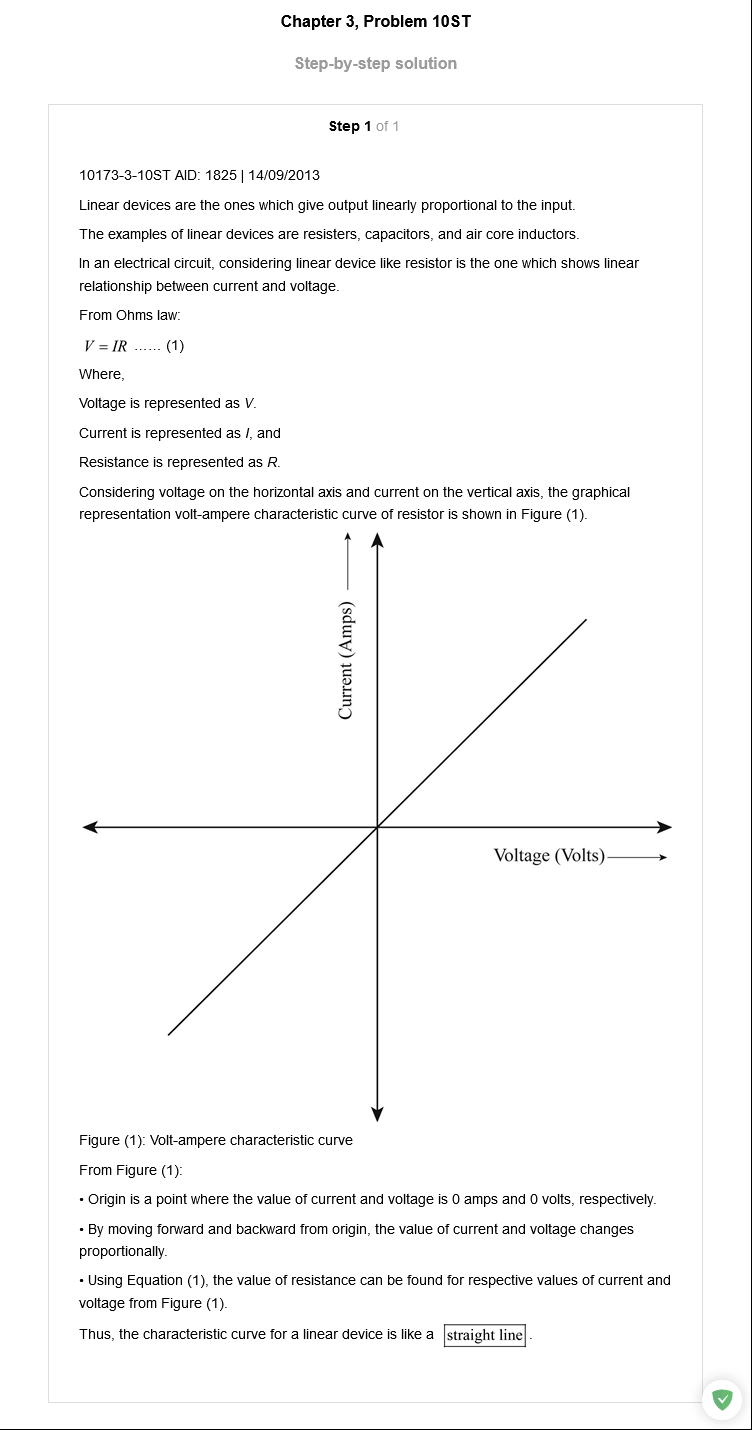 Chapter 3, Problem 10ST
Step-by-step solution
Step 1 of 1
10173-3-10ST AID: 1825 | 14/09/2013
Linear devices are the ones which give output linearly proportional to the input.
The examples of linear devices are resisters, capacitors, and air core inductors.
In an electrical circuit, considering linear device like resistor is the one which shows linear
relationship between current and voltage.
From Ohms law:
V = IR ...... (1)
Where,
Voltage is represented as V.
Current is represented as I, and
Resistance is represented as R.
Considering voltage on the horizontal axis and current on the vertical axis, the graphical
representation volt-ampere characteristic curve of resistor is shown in Figure (1).
Current (Amps)
Voltage (Volts)
Figure (1): Volt-ampere characteristic curve
From Figure (1):
• Origin is a point where the value of current and voltage is 0 amps and 0 volts, respectively.
• By moving forward and backward from origin, the value of current and voltage changes
proportionally.
• Using Equation (1), the value of resistance can be found for respective values of current and
voltage from Figure (1).
Thus, the characteristic curve for a linear device is like a straight line.